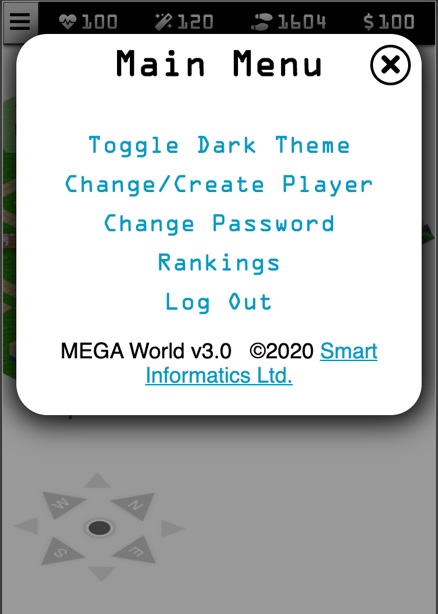 100 120 1604 $100
Main Menu
Toggle Dark Theme
Change/Create Player
Change Password
Rankings
Log Out
MEGA World v3.0 ©2020 Smart
Informatics Ltd.
W N
S E